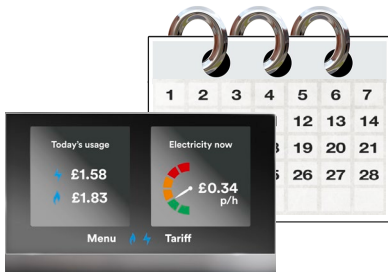 1 2 3 4 5 6 7
12 13 14
19 20 21
26 27 28
Today's usage
£1.58
£1.83
Electricity now
£0.34
p/h
Menu Tariff